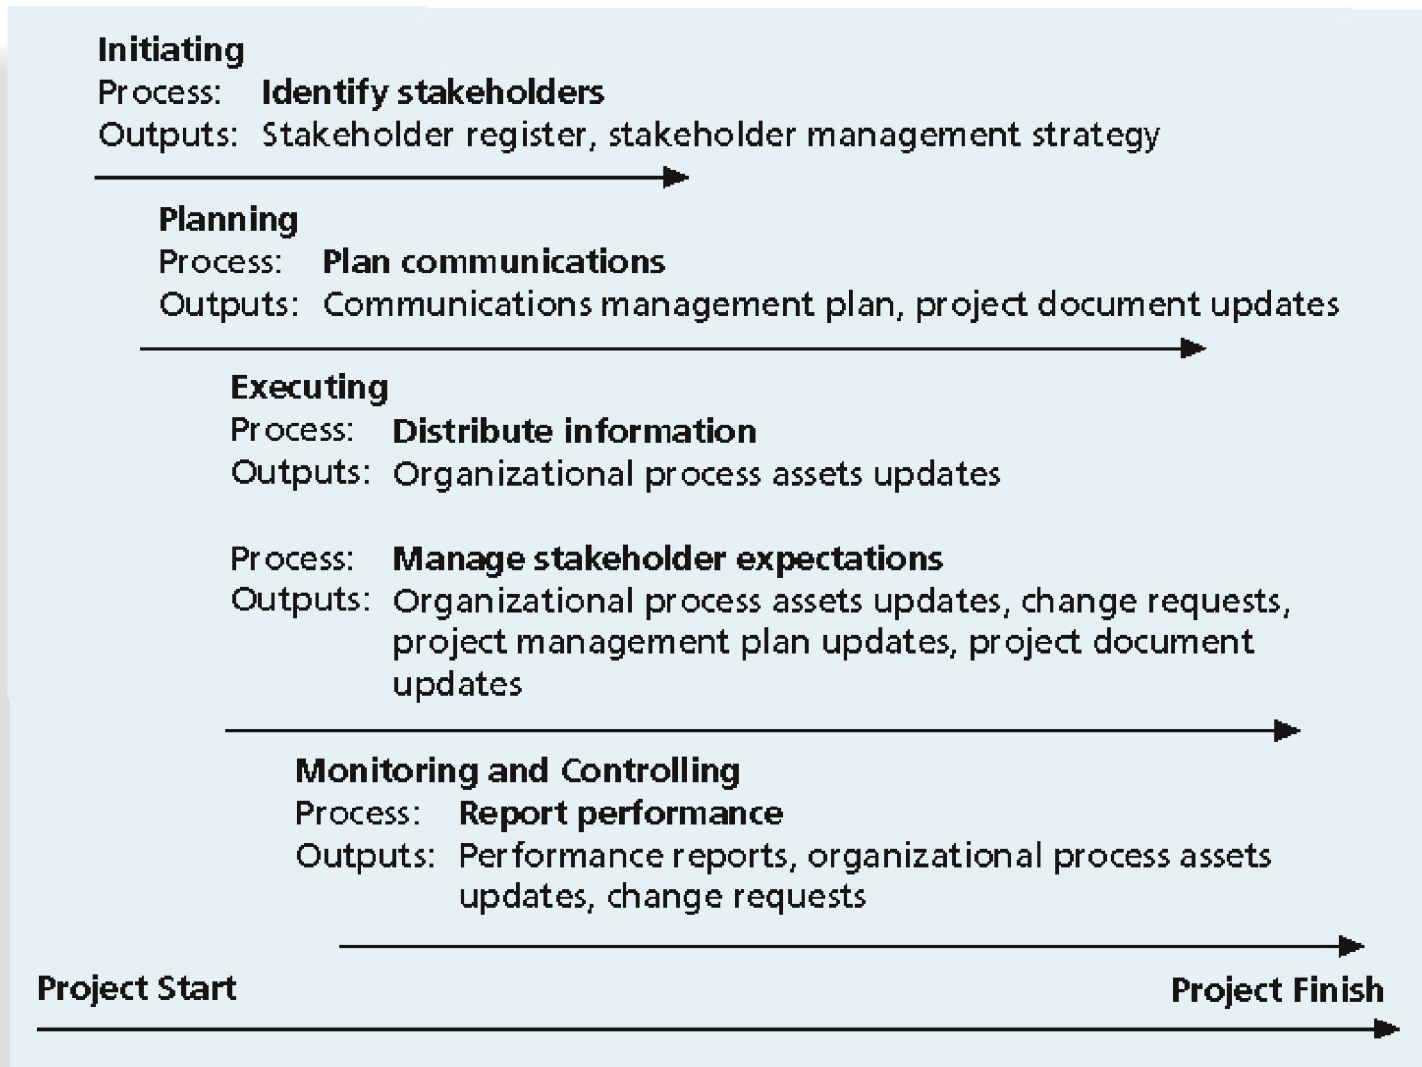 Initiating
Process: Identify stakeholders
Outputs: Stakeholder register, stakeholder management strategy
Planning
Process: Plan communications
Outputs: Communications management plan, project document updates
Executing
Process: Distribute information
Outputs: Organizational process assets updates
Process: Manage stakeholder expectations
Outputs: Organizational process assets updates, change requests,
project management plan updates, project document
updates
Monitoring and Controlling
Process: Report performance
Outputs: Performance reports, organizational process assets
updates, change requests
Project Start Project Finish